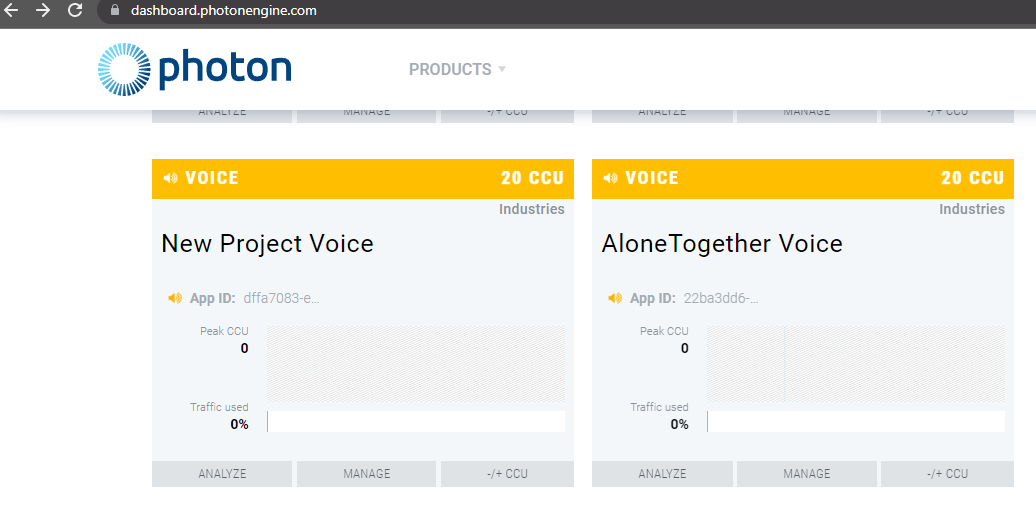 dashboard.photonengine.com
photon
PRODUCTS
ANALYZE MANAGE -/+ CCU ANALYZE MANAGE -/+ CCU
VOICE 20 CCU
Industries
New Project Voice
App ID: dffa7083-e...
Peak CCU
0
Traffic used
0%
ANALYZE MANAGE -/+ CCU
VOICE 20 CCU
Industries
AloneTogether Voice
App ID: 22ba3dd6-...
Peak CCU
0
Traffic used
0%
ANALYZE MANAGE -/+ CCU